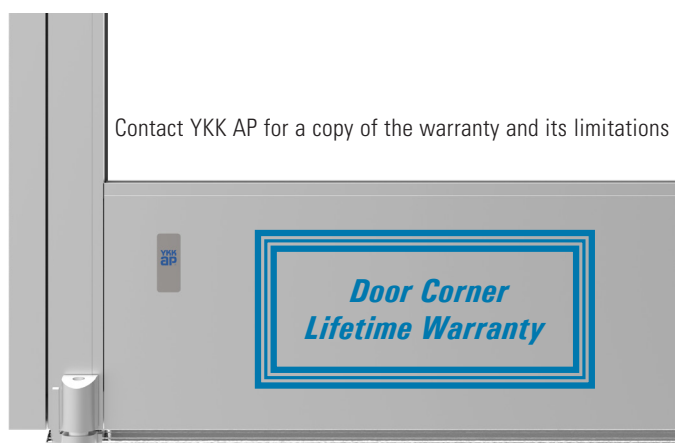 Contact YKK AP for a copy of the warranty and its limitations
YKK
ap
Door Corner
Lifetime Warranty